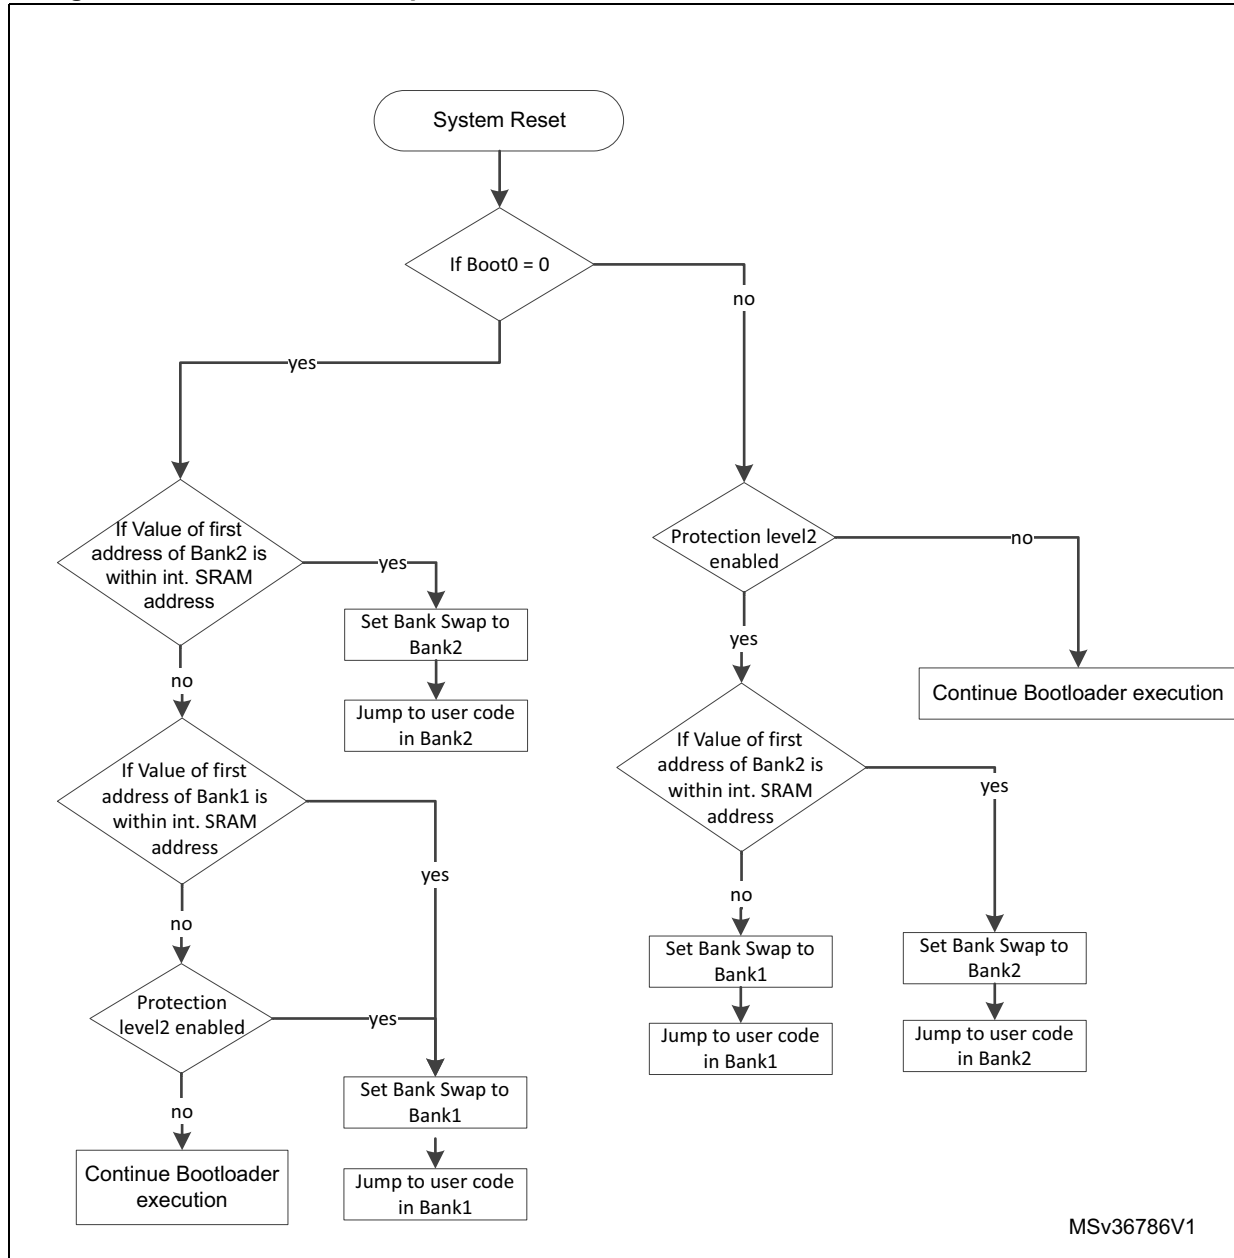 System Reset
If Boot0 = 0
no
yes
If Value of first
address of Bank2 is
within int. SRAM
address
yes
Set Bank Swap to
Bank2
Jump to user code
in Bank2
no
If Value of first
address of Bank1 is
within int. SRAM
address
yes
no
Protection
level2 enabled
yes
Set Bank Swap to
Bank1
Jump to user code
in Bank1
no
Continue Bootloader
execution
Protection level2
enabled
no
Continue Bootloader execution
yes
If Value of first
address of Bank2 is
within int. SRAM
address
yes
no
Set Bank Swap to
Bank1
Jump to user code
in Bank1
Set Bank Swap to
Bank2
Jump to user code
in Bank2
MSv36786V1